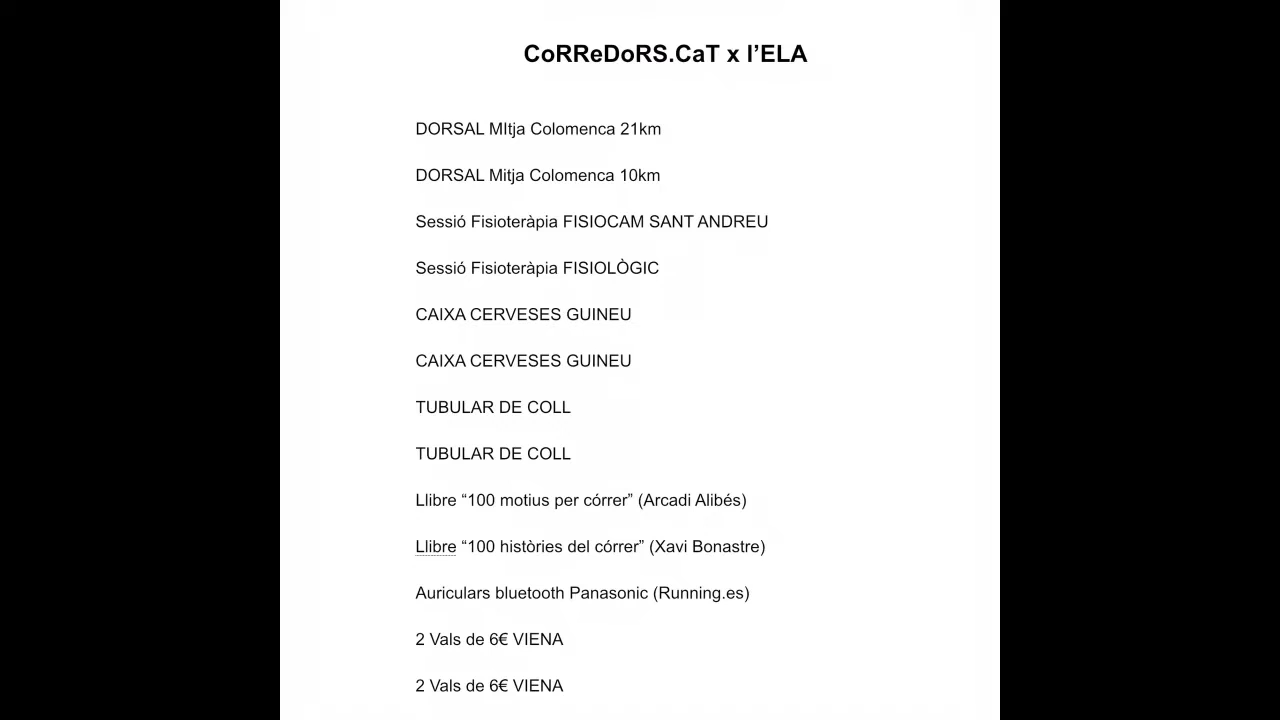 CoRReDoRS.CaT x l’ELA
DORSAL MItja Colomenca 21km
DORSAL Mitja Colomenca 10km
Sessió Fisioteràpia FISIOCAM SANT ANDREU
Sessió Fisioteràpia FISIOLÒGIC
CAIXA CERVESES GUINEU
CAIXA CERVESES GUINEU
TUBULAR DE COLL
TUBULAR DE COLL
Llibre “100 motius per córrer” (Arcadi Alibés)
Llibre “100 històries del córrer” (Xavi Bonastre)
Auriculars bluetooth Panasonic (Running.es)
2 Vals de 6€ VIENA
2 Vals de 6€ VIENA